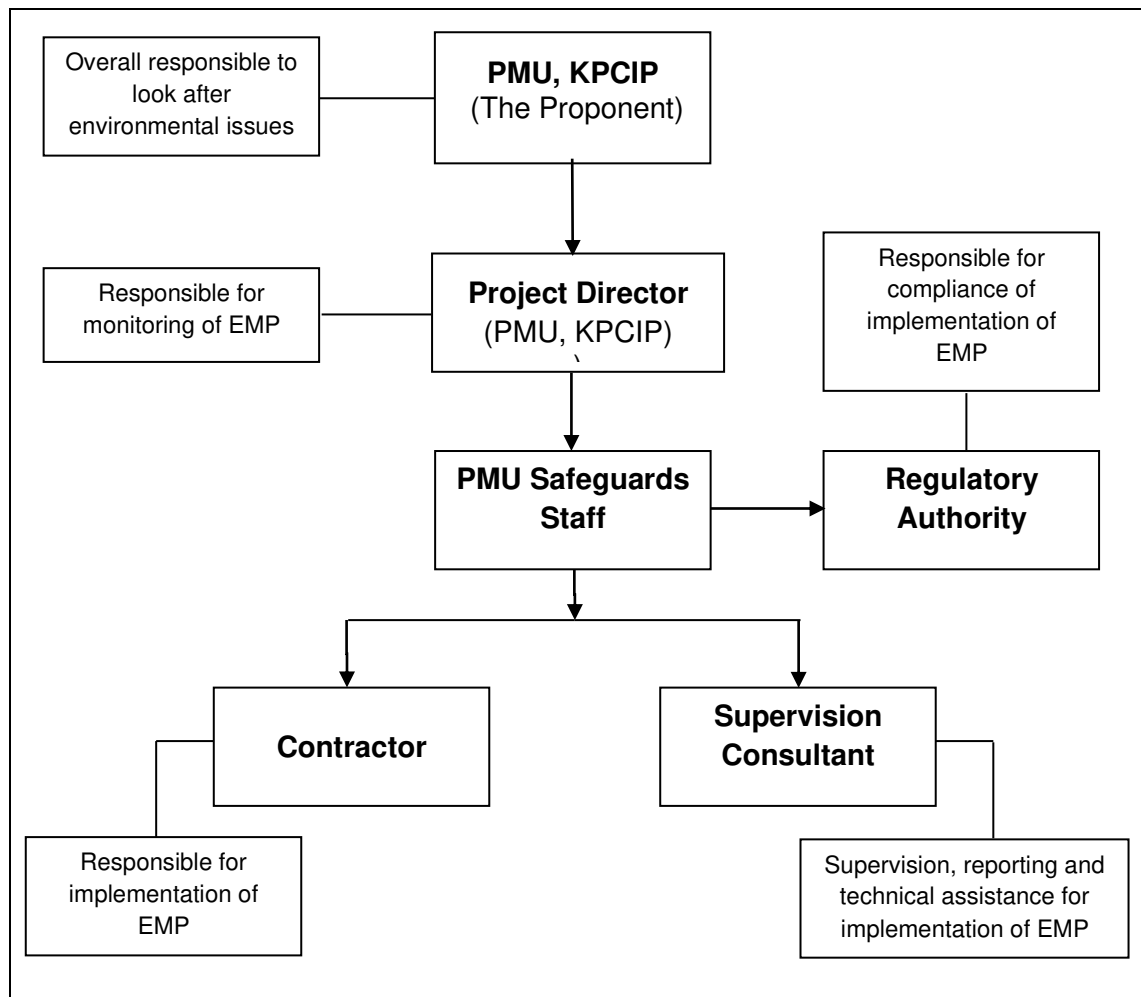 Overall responsible to
look after
environmental issues
PMU, KPCIP
(The Proponent)
Responsible for
monitoring of EMP
Project Director
(PMU, KPCIP)
)
Responsible for
compliance of
implementation of
EMP
PMU Safeguards
Staff
Regulatory
Authority
Contractor
Supervision
Consultant
Responsible for
implementation of
EMP
Supervision, reporting and
technical assistance for
implementation of EMP